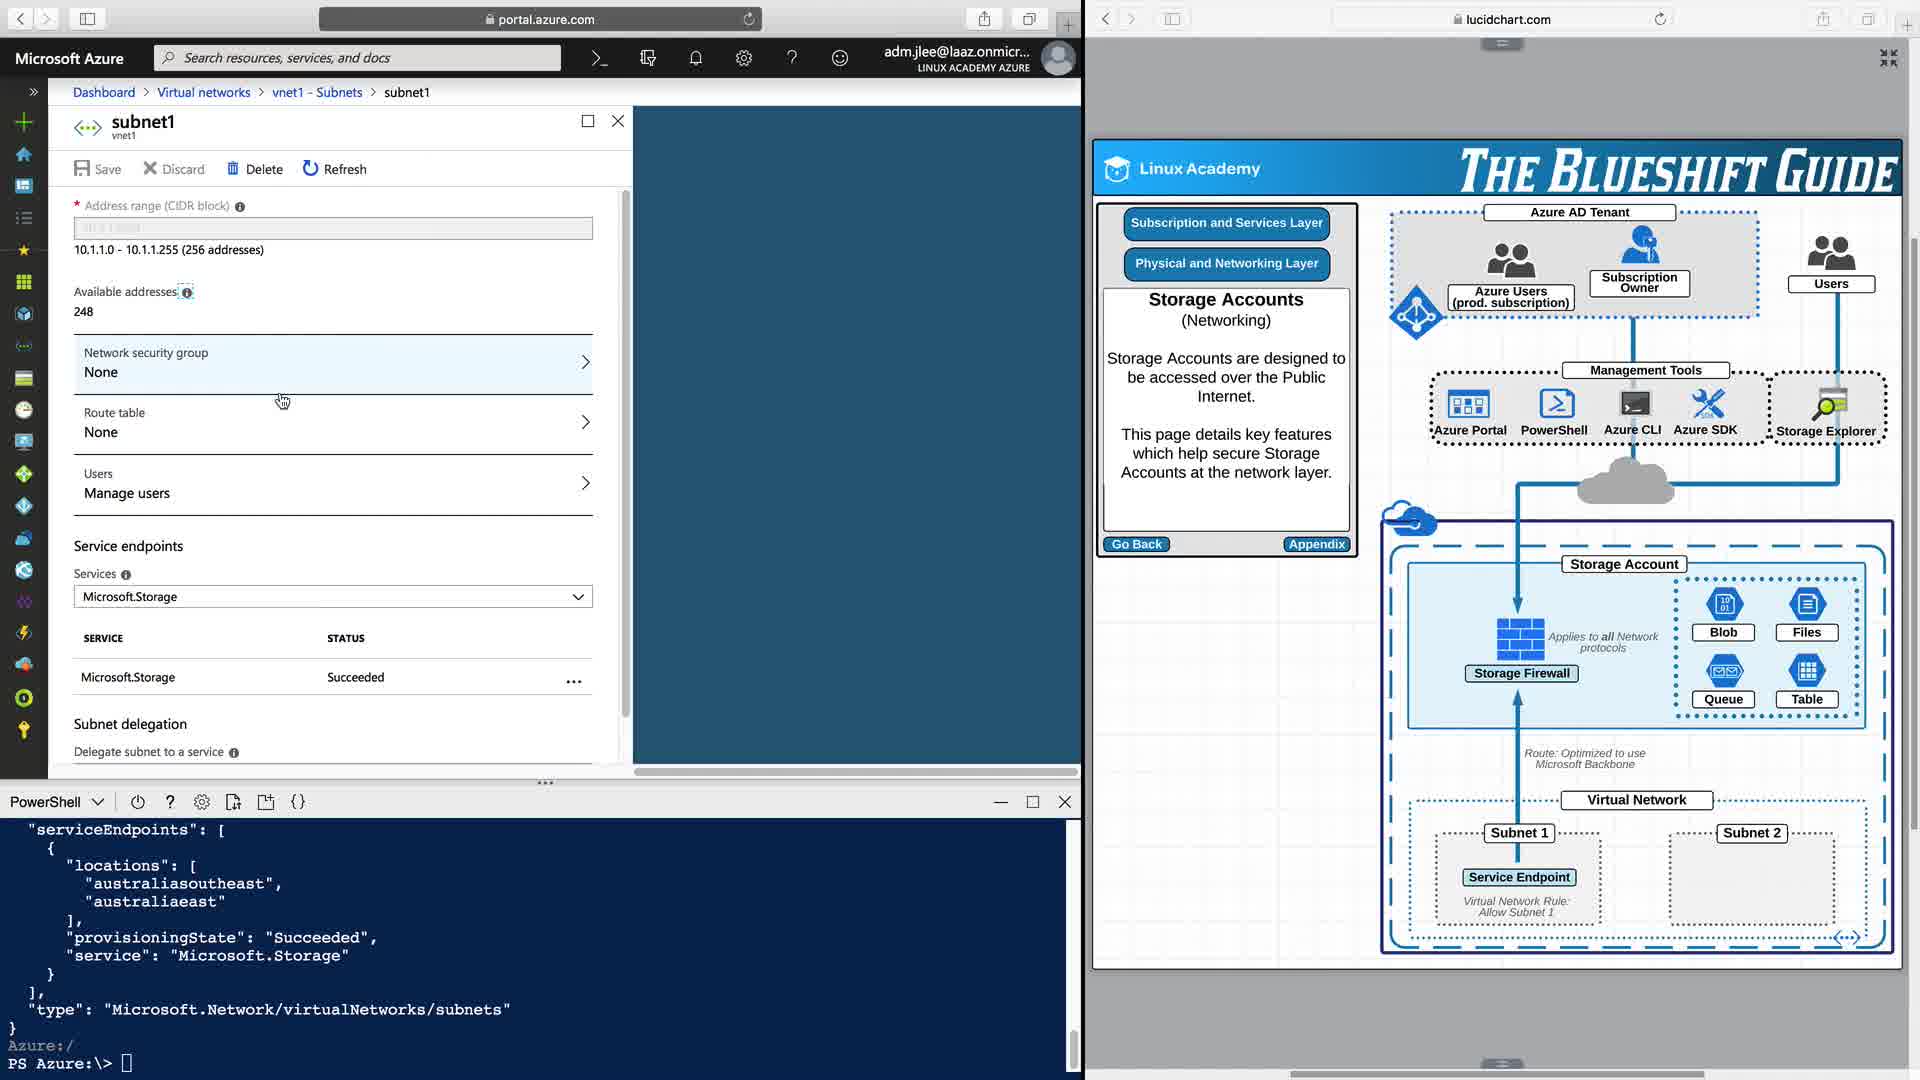 portal.azure.com
Microsoft Azure
Search resources, services, and docs
adm.jlee@laaz.onmicr...
LINUX ACADEMY AZURE
Dashboard > Virtual networks > vnet1 - Subnets > subnet1
subnet1
vnet1
Save Discard Delete Refresh
* Address range (CIDR block)
10.1.1.0 - 10.1.1.255 (256 addresses)
Available addresses
248
Network security group
None
Route table
None
Users
Manage users
Service endpoints
Services
Microsoft.Storage
SERVICE STATUS
Microsoft.Storage Succeeded ...
Subnet delegation
Delegate subnet to a service
PowerShell
"serviceEndpoints": [
{
"locations": [
"australiasoutheast",
"australiaeast"
],
"provisioningState": "Succeeded",
"service": "Microsoft.Storage"
}
],
"type": "Microsoft.Network/virtualNetworks/subnets"
}
Azure:/
PS Azure:\>
lucidchart.com
Linux Academy
THE BLUESHIFT GUIDE
Subscription and Services Layer
Physical and Networking Layer
Storage Accounts
(Networking)
Storage Accounts are designed to
be accessed over the Public
Internet.
This page details key features
which help secure Storage
Accounts at the network layer.
Go Back
Appendix
Azure AD Tenant
Azure Users
(prod. subscription)
Subscription
Owner
Users
Management Tools
Azure Portal
PowerShell
Azure CLI
Azure SDK
Storage Explorer
Storage Account
Applies to all Network
protocols
Storage Firewall
Blob
Files
Queue
Table
Route: Optimized to use
Microsoft Backbone
Virtual Network
Subnet 1
Subnet 2
Service Endpoint
Virtual Network Rule:
Allow Subnet 1